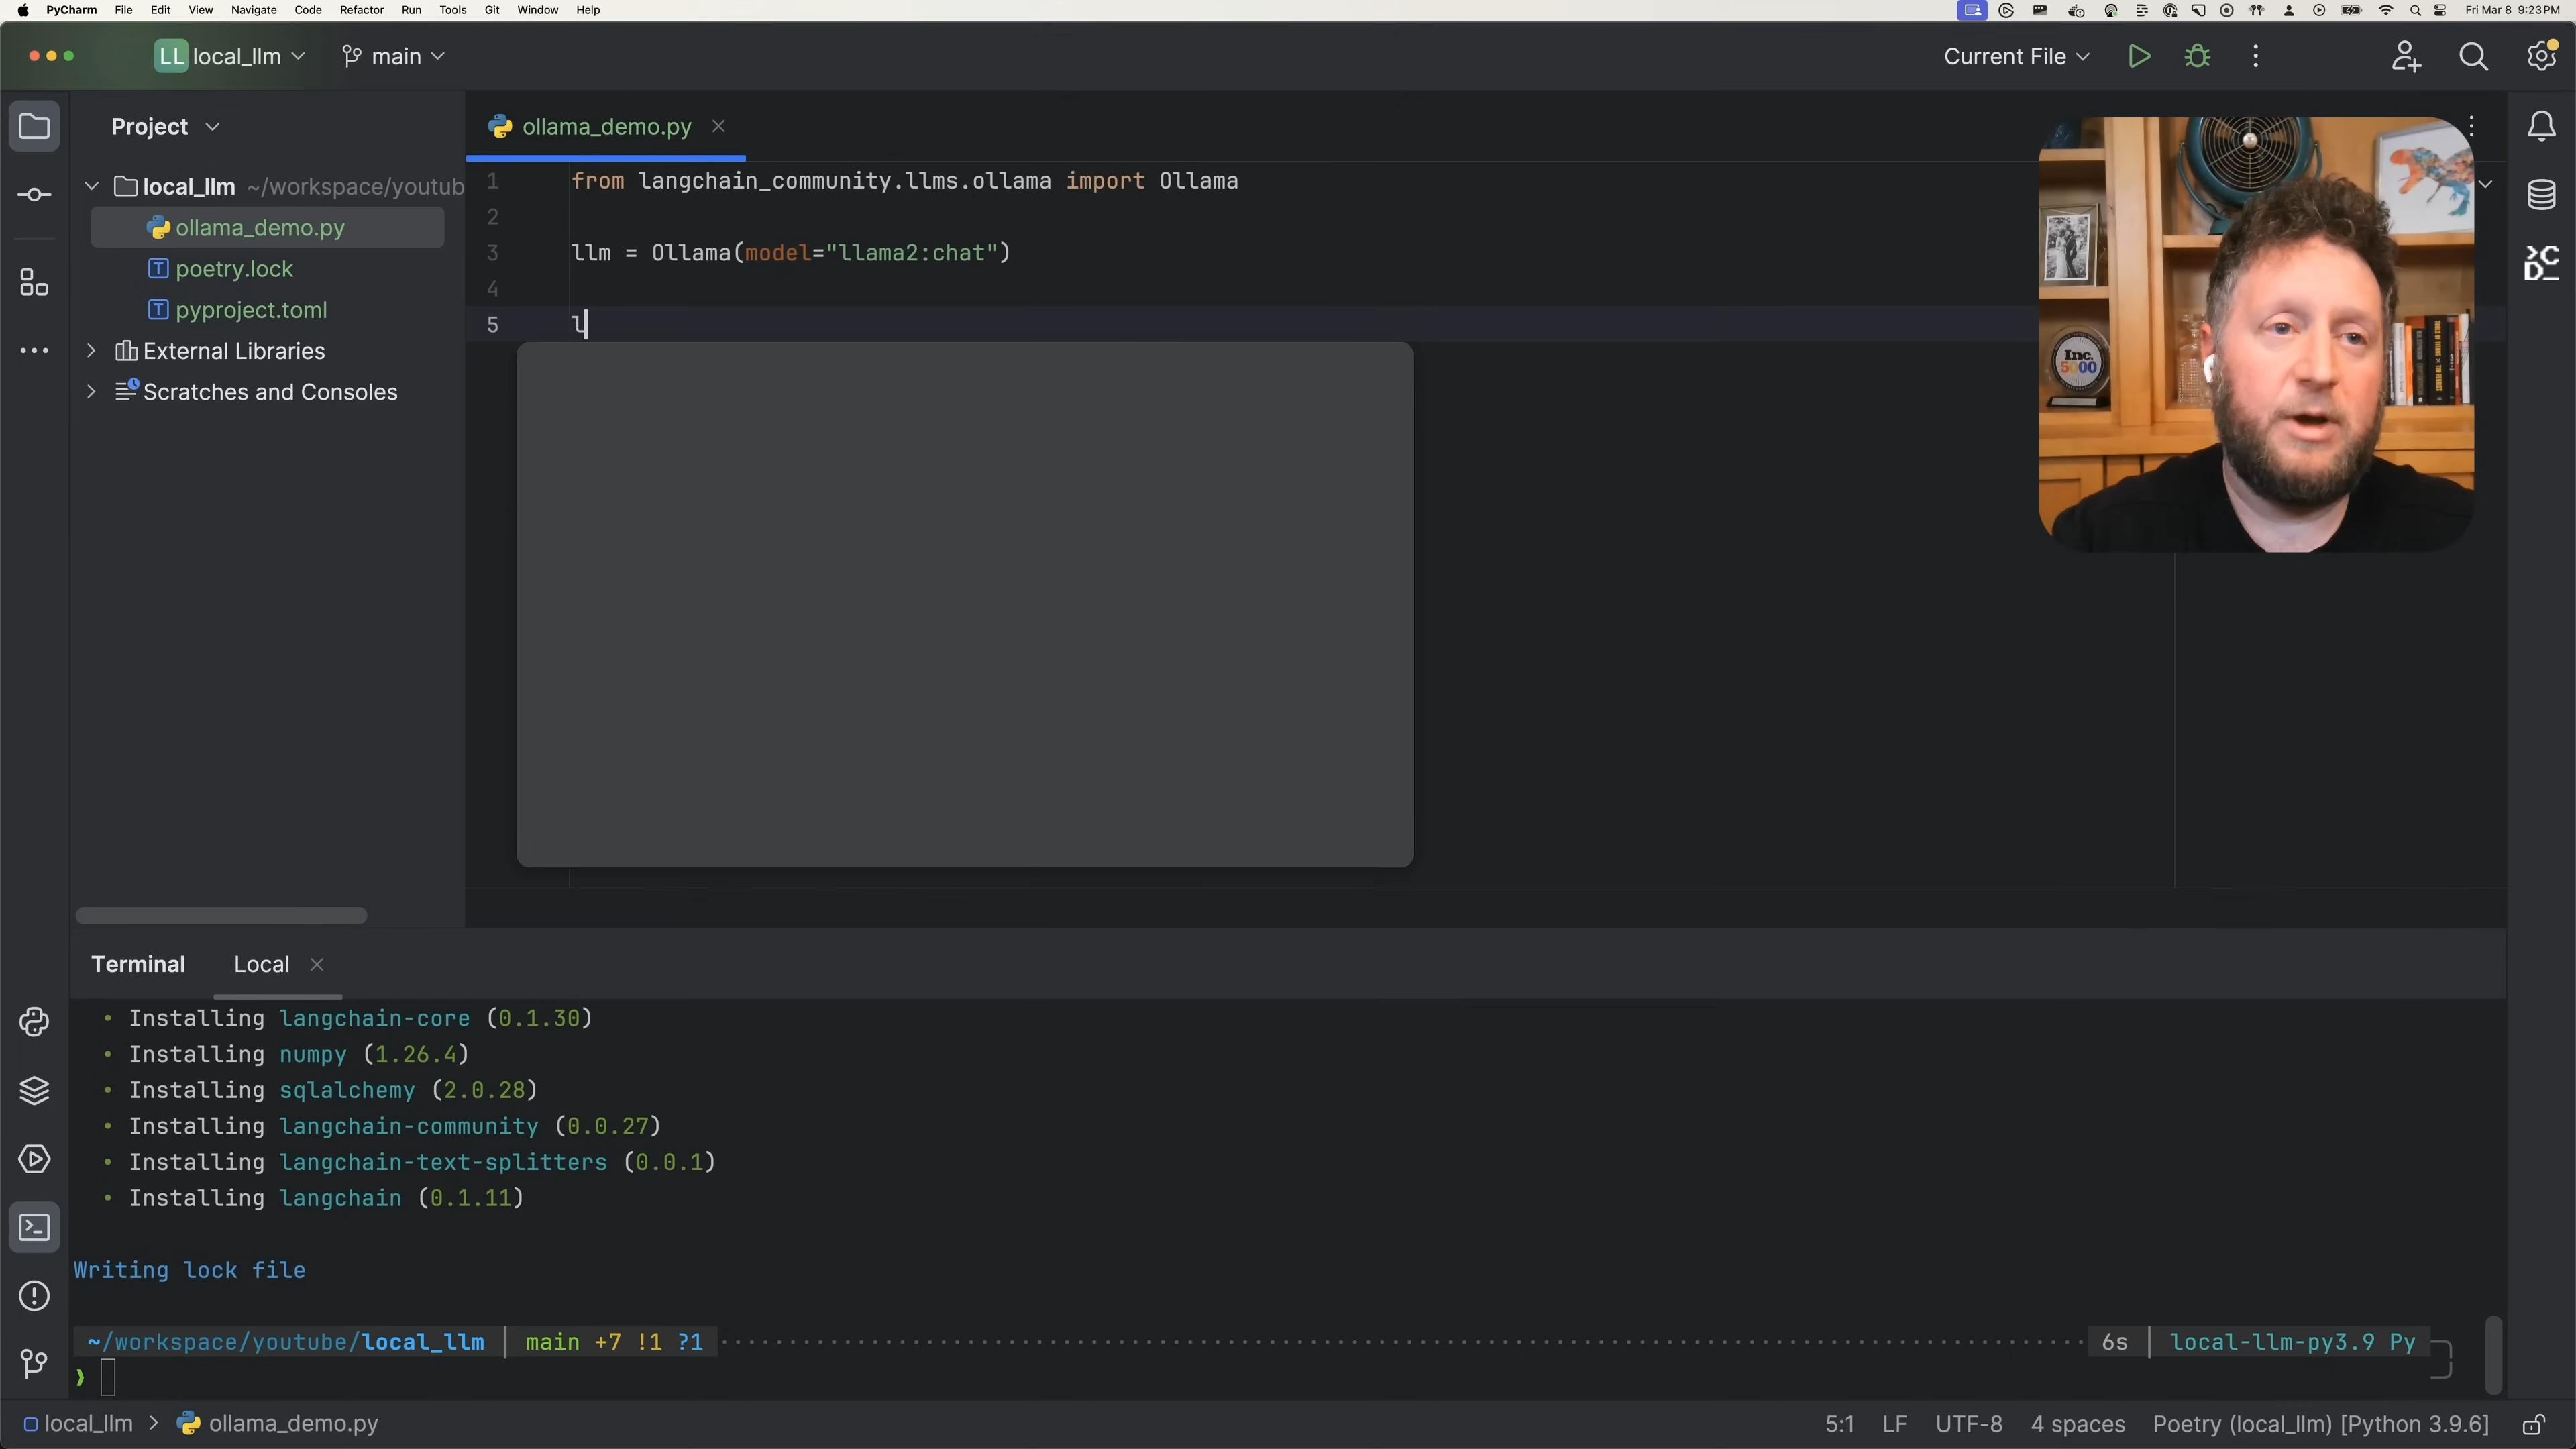 PyCharm File Edit View Navigate Code Refactor Run Tools Git Window Help Fri Mar 8 9:23 PM
LL local_llm main Current File
Project
ollama_demo.py
local_llm ~/workspace/youtub
ollama_demo.py
poetry.lock
pyproject.toml
External Libraries
Scratches and Consoles
1 from langchain_community.llms.ollama import Ollama
2
3 llm = Ollama(model="llama2:chat")
4
5 l
Inc.
5000
Terminal Local
• Installing langchain-core (0.1.30)
• Installing numpy (1.26.4)
• Installing sqlalchemy (2.0.28)
• Installing langchain-community (0.0.27)
• Installing langchain-text-splitters (0.0.1)
• Installing langchain (0.1.11)
Writing lock file
~/workspace/youtube/local_llm | main +7 !1 ?1 6s | local-llm-py3.9 Py
❯
local_llm > ollama_demo.py 5:1 LF UTF-8 4 spaces Poetry (local_llm) [Python 3.9.6]